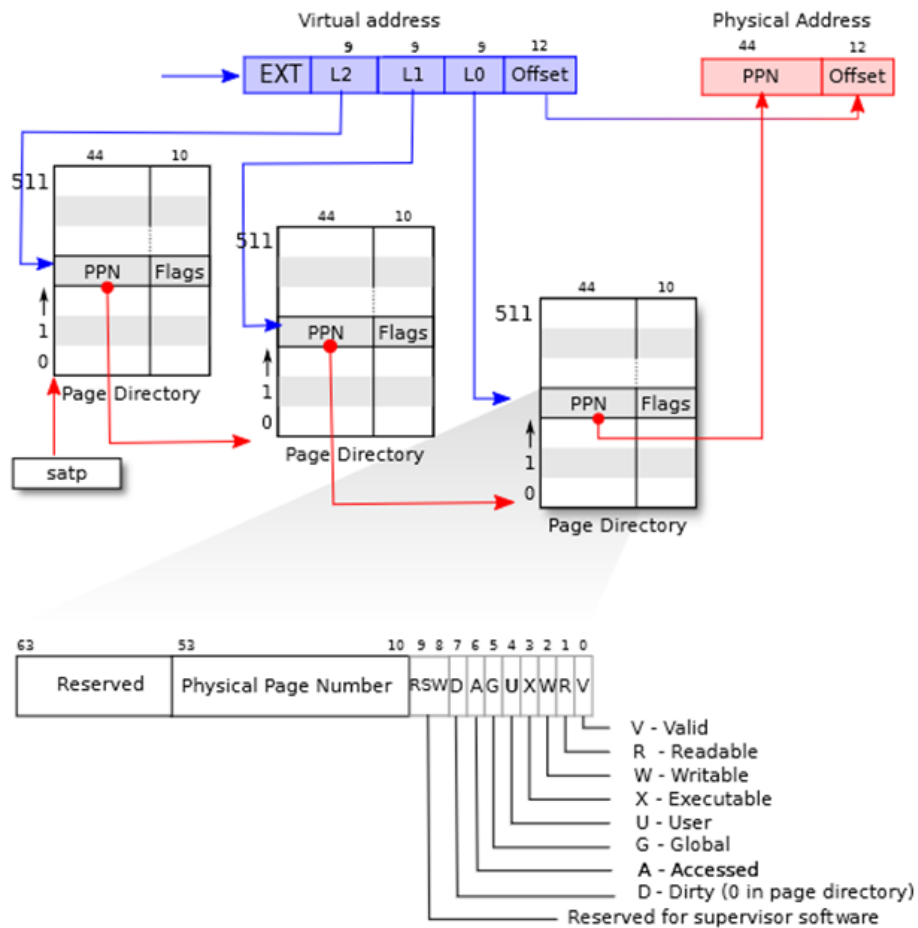 Virtual address
Physical Address
9 9 9 12
44 12
EXT L2 L1 L0 Offset
PPN Offset
44 10
511
PPN Flags
1
0
Page Directory
satp
44 10
511
PPN Flags
1
0
Page Directory
44 10
511
PPN Flags
1
0
Page Directory
63 53 10 9 8 7 6 5 4 3 2 1 0
Reserved Physical Page Number RSW D A G U X W R V
V - Valid
R - Readable
W - Writable
X - Executable
U - User
G - Global
A - Accessed
D - Dirty (0 in page directory)
Reserved for supervisor software